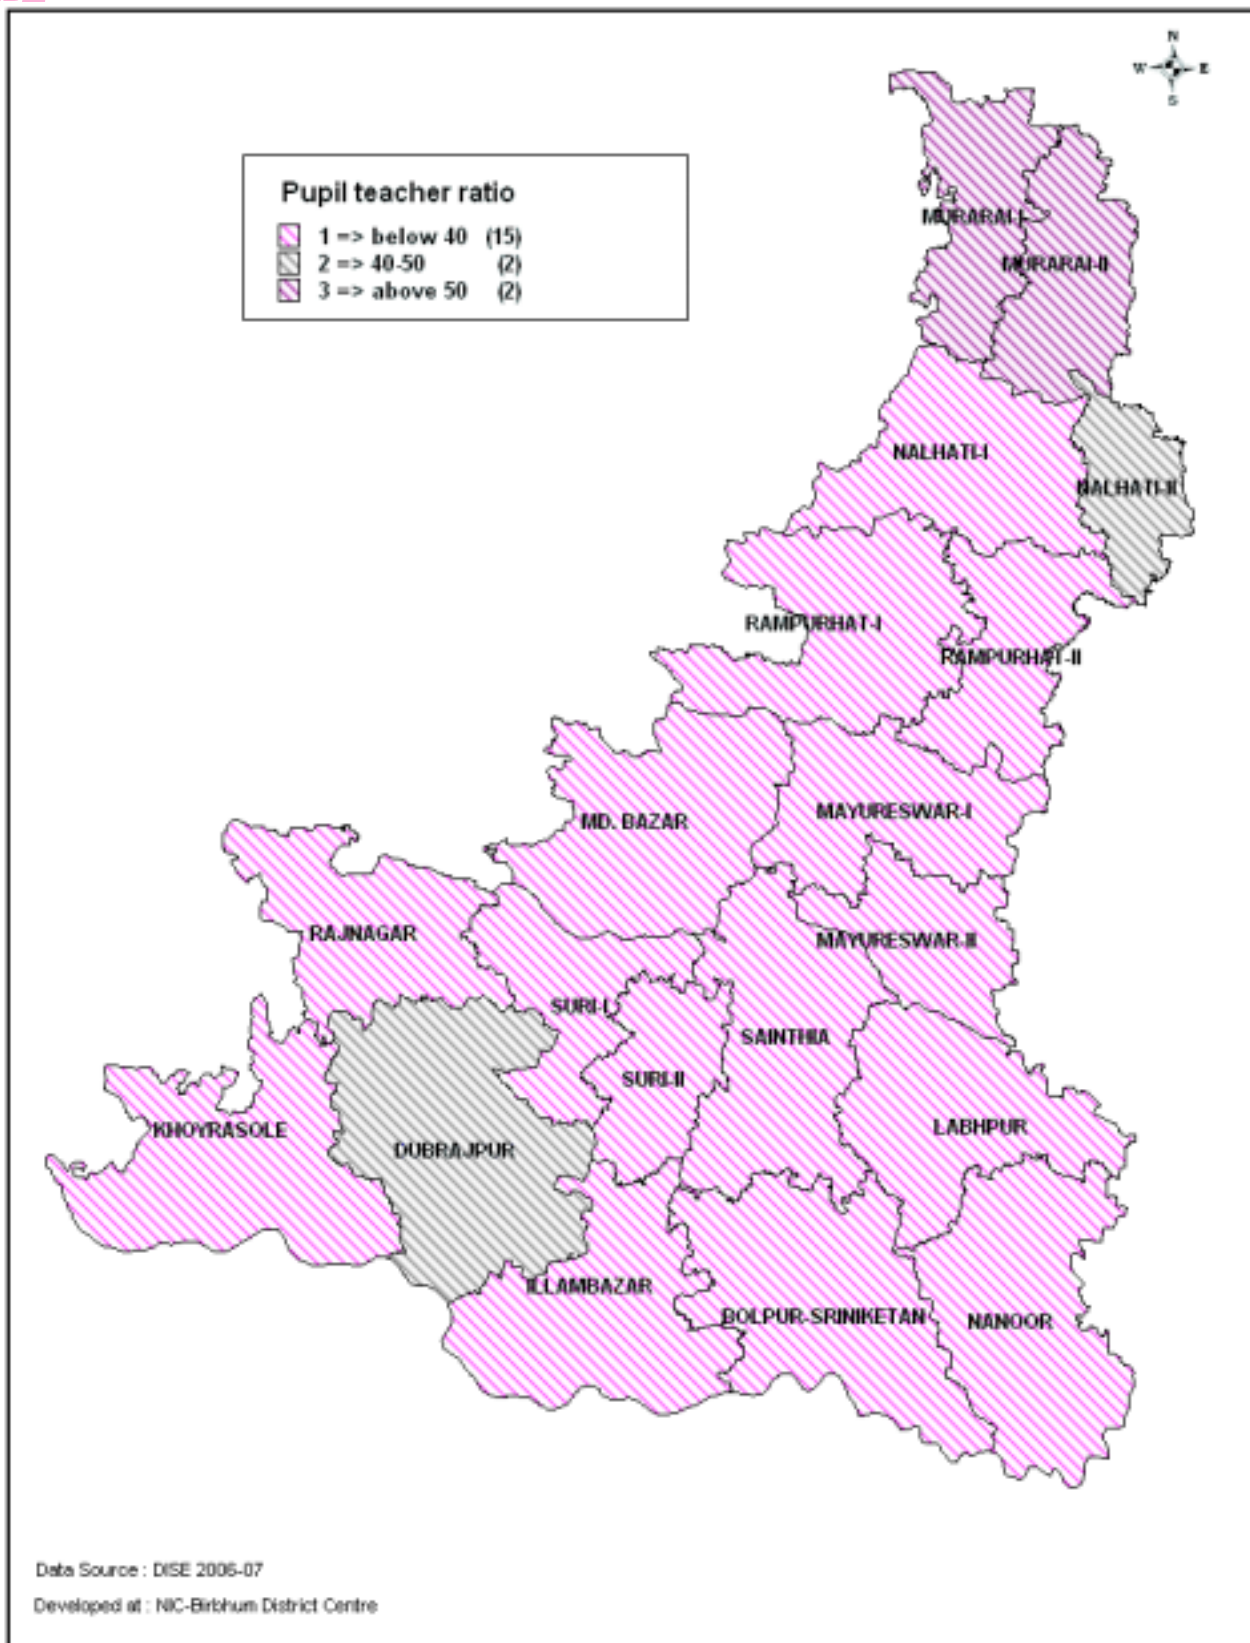 N
W E
S
Pupil teacher ratio
1 => below 40 (15)
2 => 40-50 (2)
3 => above 50 (2)
MURARAI-I
MURARAI-II
NALHATI-I
NALHATI-II
RAMPURHAT-I
RAMPURHAT-II
MD. BAZAR
MAYURESWAR-I
RAJNAGAR
MAYURESWAR-II
SURI-I
SAINTHIA
SURI-II
KHOYRASOLE
LABHPUR
DUBRAJPUR
ILLAMBAZAR
BOLPUR-SRINIKETAN
NANOOR
Data Source : DISE 2006-07
Developed at : NIC-Birbhum District Centre